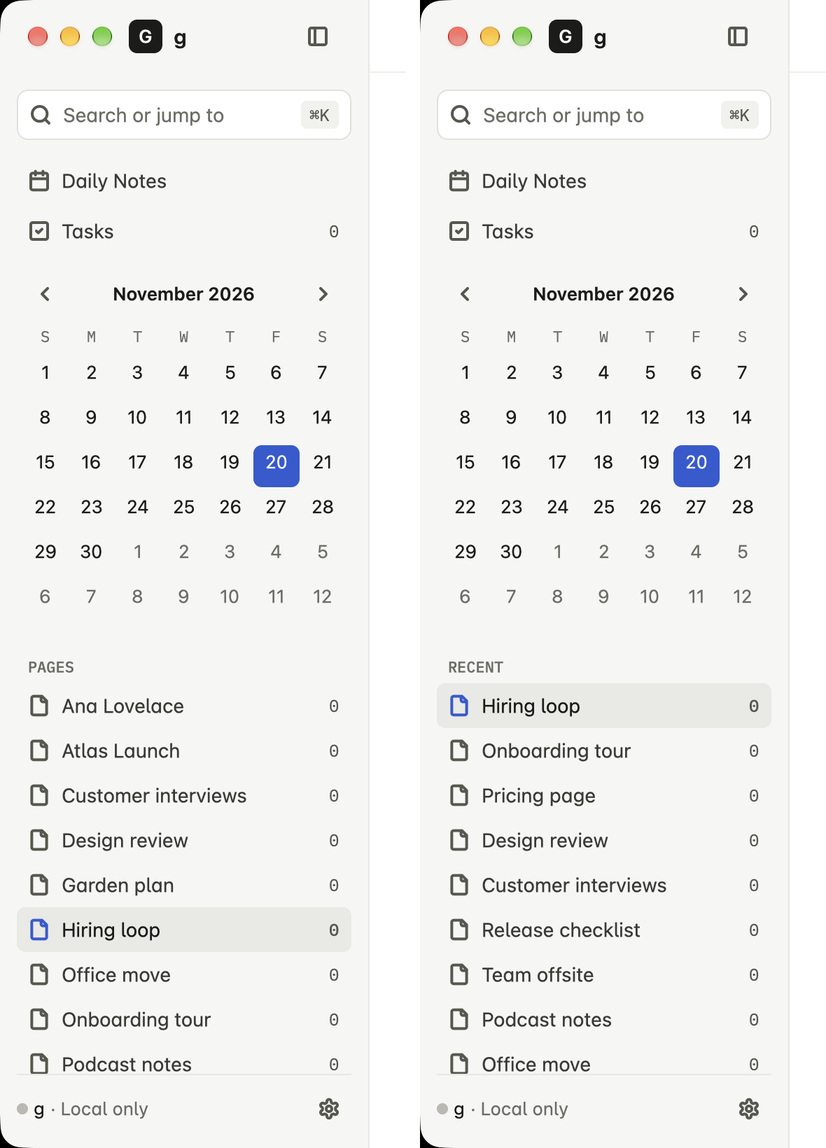 G g
Search or jump to ⌘K
Daily Notes
Tasks 0
November 2026
S M T W T F S
1 2 3 4 5 6 7
8 9 10 11 12 13 14
15 16 17 18 19 20 21
22 23 24 25 26 27 28
29 30 1 2 3 4 5
6 7 8 9 10 11 12
PAGES
Ana Lovelace 0
Atlas Launch 0
Customer interviews 0
Design review 0
Garden plan 0
Hiring loop 0
Office move 0
Onboarding tour 0
Podcast notes 0
g · Local only
G g
Search or jump to ⌘K
Daily Notes
Tasks 0
November 2026
S M T W T F S
1 2 3 4 5 6 7
8 9 10 11 12 13 14
15 16 17 18 19 20 21
22 23 24 25 26 27 28
29 30 1 2 3 4 5
6 7 8 9 10 11 12
RECENT
Hiring loop 0
Onboarding tour 0
Pricing page 0
Design review 0
Customer interviews 0
Release checklist 0
Team offsite 0
Podcast notes 0
Office move 0
g · Local only